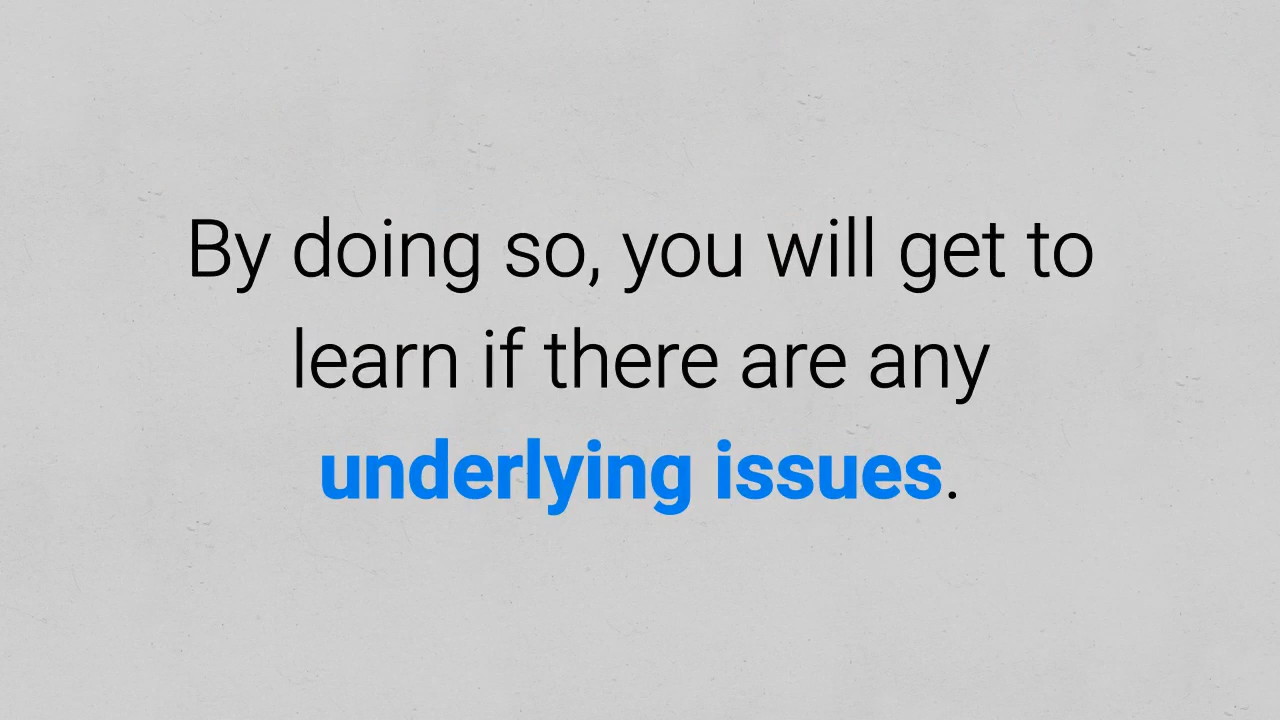 By doing so, you will get to
learn if there are any
underlying issues.